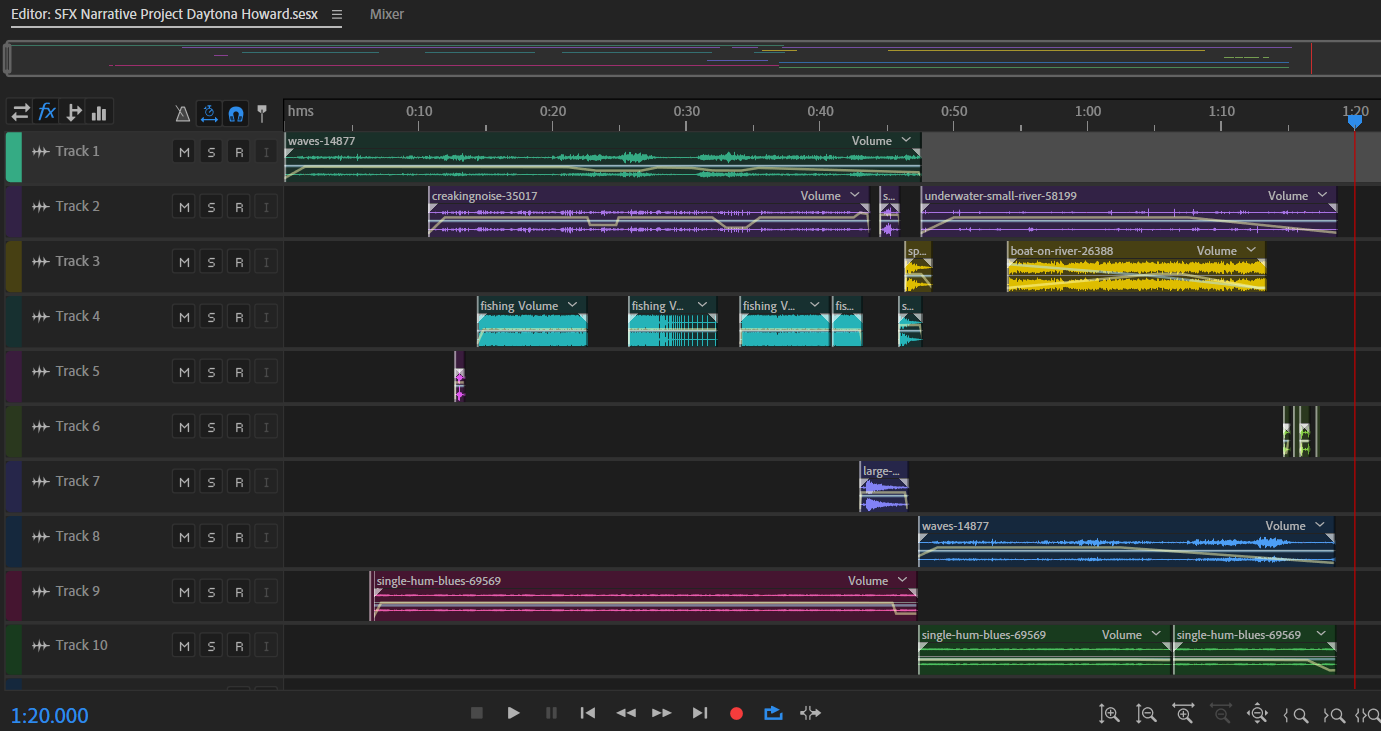 Editor: SFX Narrative Project Daytona Howard.sesx ☰ Mixer
fx hms 0:10 0:20 0:30 0:40 0:50 1:00 1:10 1:20
Track 1 M S R I waves-14877 Volume
Track 2 M S R I creakingnoise-35017 Volume s... underwater-small-river-58199 Volume
Track 3 M S R I sp... boat-on-river-26388 Volume
Track 4 M S R I fishing Volume fishing V... fishing V... fis... s...
Track 5 M S R I
Track 6 M S R I
Track 7 M S R I large-...
Track 8 M S R I waves-14877 Volume
Track 9 M S R I single-hum-blues-69569 Volume
Track 10 M S R I single-hum-blues-69569 Volume single-hum-blues-69569
1:20.000